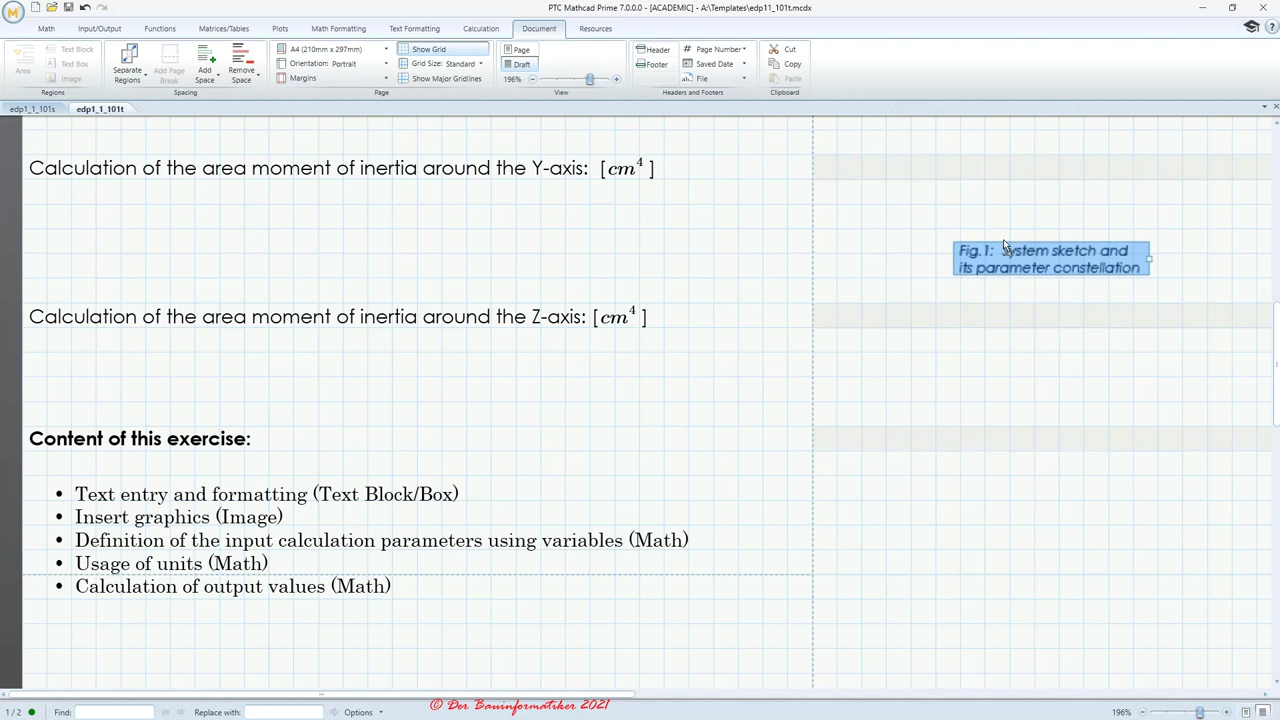 PTC Mathcad Prime 7.0.0.0 - [ACADEMIC] - A:\Templates\edp11_101t.mcdx
Math Input/Output Functions Matrices/Tables Plots Math Formatting Text Formatting Calculation Document Resources
Area
Text Block
Text Box
Image
Regions
Separate Regions
Add Page Break
Add Space
Remove Space
Spacing
A4 (210mm x 297mm)
Orientation: Portrait
Margins
Show Grid
Grid Size: Standard
Show Major Gridlines
Page
Page
Draft
196%
View
Header
Footer
Page Number
Saved Date
File
Headers and Footers
Cut
Copy
Paste
Clipboard
edp1_1_101s edp1_1_101t
Calculation of the area moment of inertia around the Y-axis: [cm⁴]
Fig.1: System sketch and
its parameter constellation
Calculation of the area moment of inertia around the Z-axis: [cm⁴]
Content of this exercise:
• Text entry and formatting (Text Block/Box)
• Insert graphics (Image)
• Definition of the input calculation parameters using variables (Math)
• Usage of units (Math)
• Calculation of output values (Math)
1 / 2 Find: Replace with: Options 196%
© Der Bauinformatiker 2021